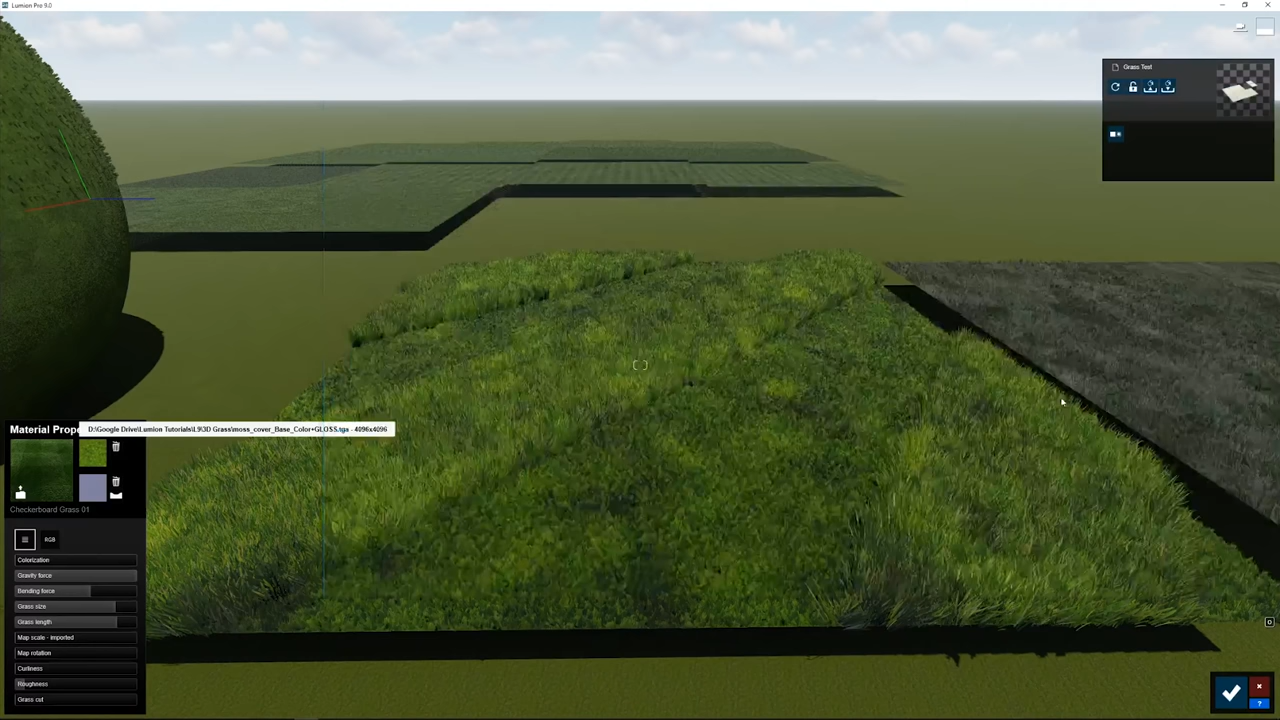 Lumion Pro 9.0
Grass Test
Material Prope
D:\Google Drive\Lumion Tutorials\L9\3D Grass\moss_cover_Base_Color+GLOSS.tga - 4096x4096
Checkerboard Grass 01
RGB
Colorization
Gravity force
Bending force
Grass size
Grass length
Map scale - imported
Map rotation
Curliness
Roughness
Grass cut
?